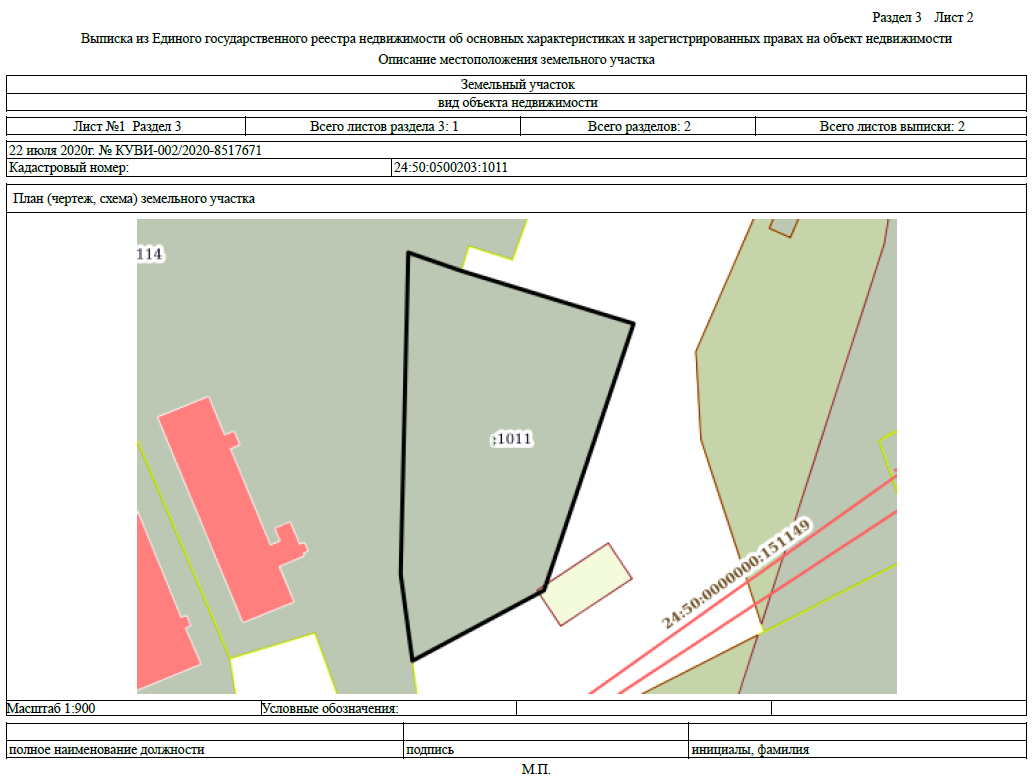 Раздел 3 Лист 2
Выписка из Единого государственного реестра недвижимости об основных характеристиках и зарегистрированных правах на объект недвижимости
Описание местоположения земельного участка
Земельный участок
вид объекта недвижимости
Лист №1 Раздел 3 Всего листов раздела 3: 1 Всего разделов: 2 Всего листов выписки: 2
22 июля 2020г. № КУВИ-002/2020-8517671
Кадастровый номер: 24:50:0500203:1011
План (чертеж, схема) земельного участка
114
:1011
24:50:0000000:151149
Масштаб 1:900 Условные обозначения:
полное наименование должности подпись инициалы, фамилия
М.П.